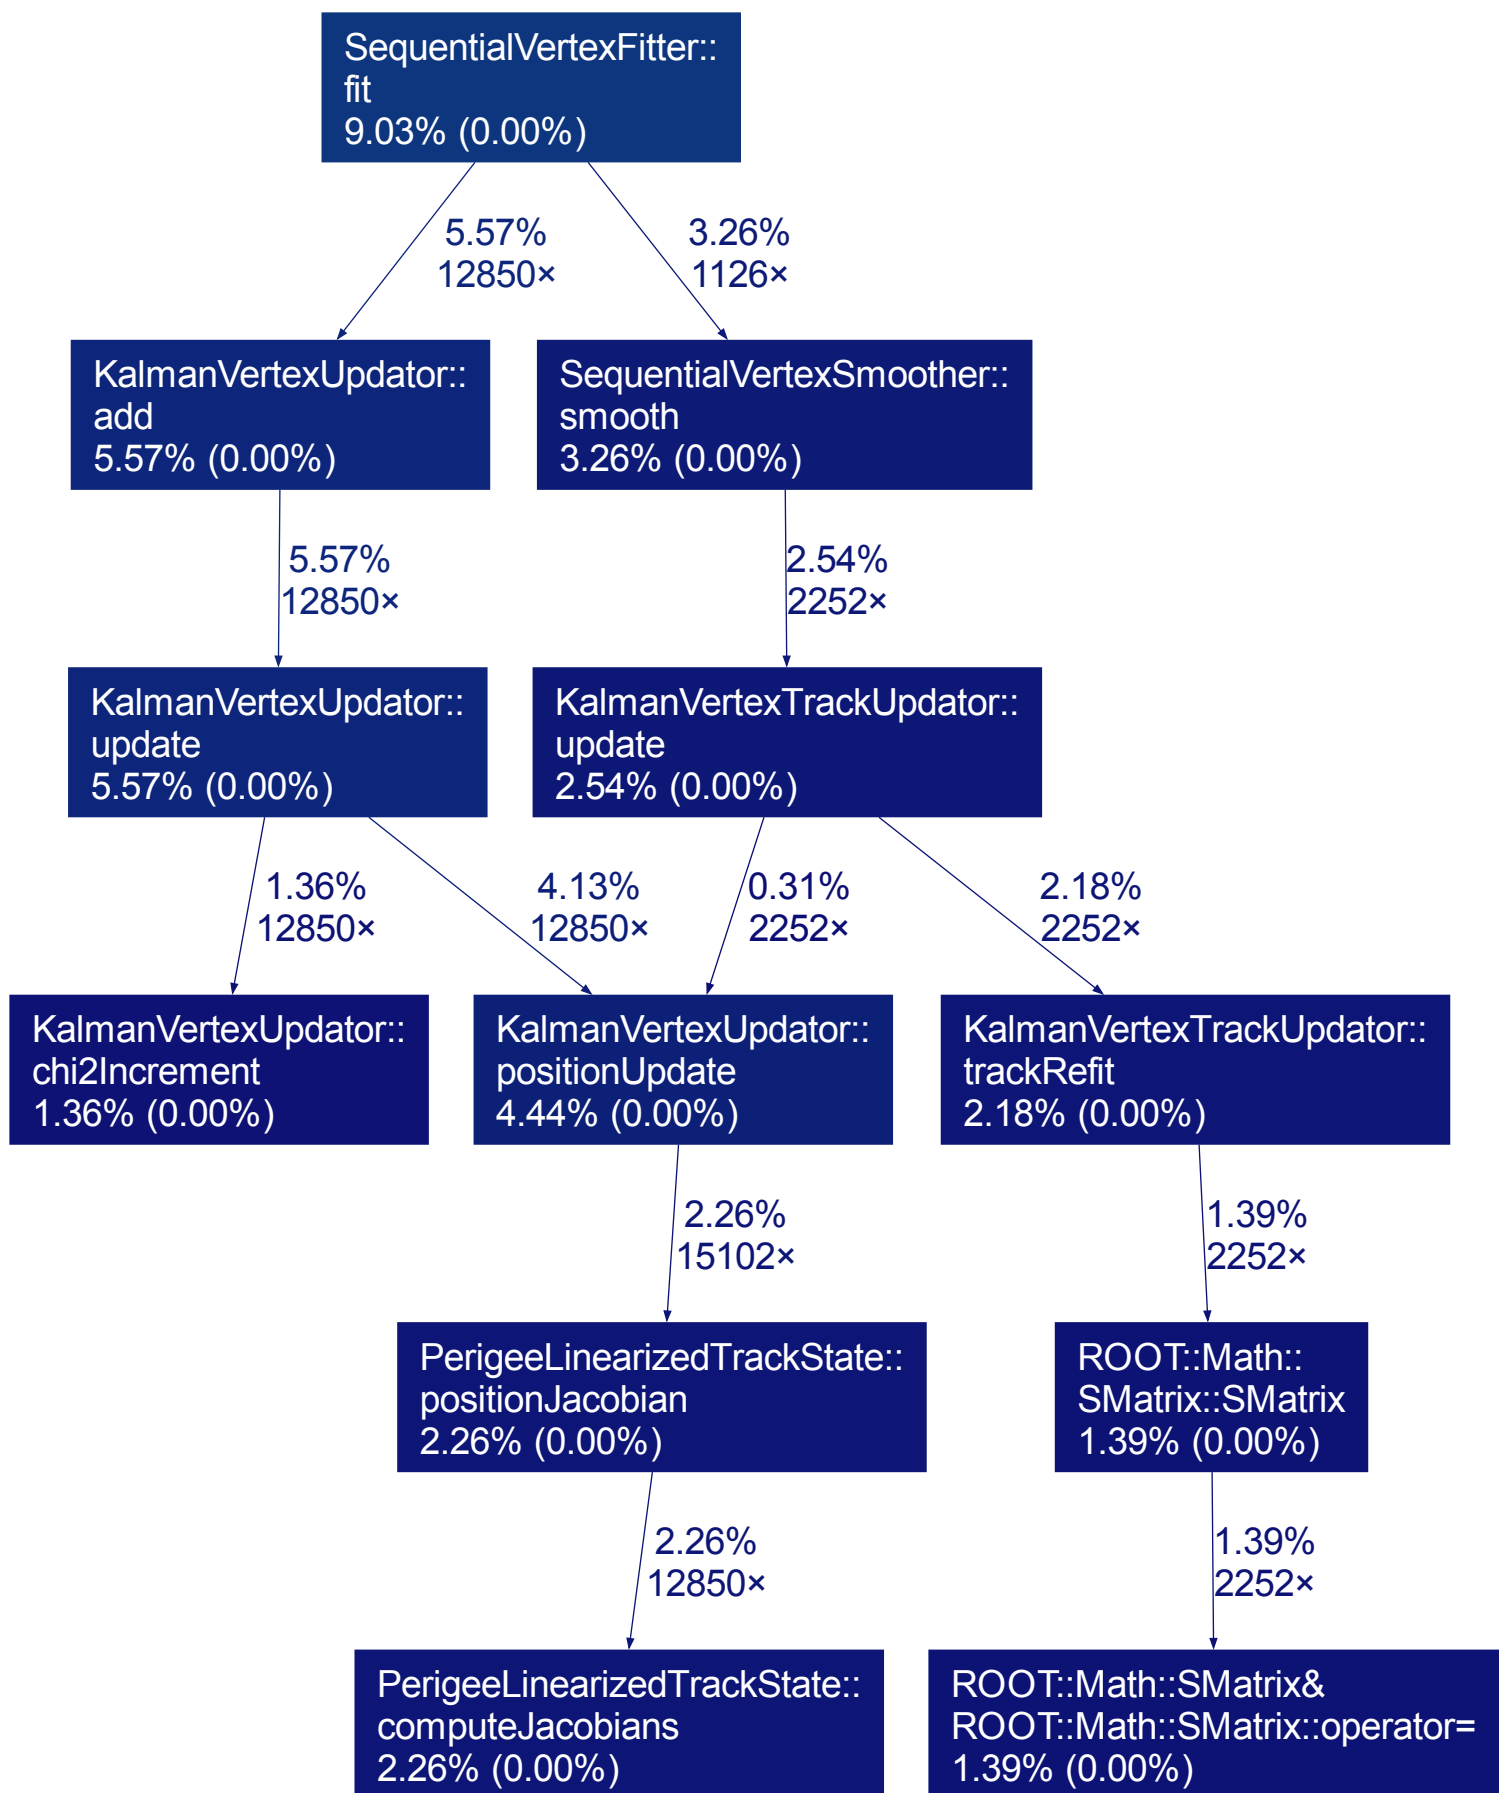 SequentialVertexFitter::
fit
9.03% (0.00%)
5.57%
12850×
3.26%
1126×
KalmanVertexUpdator::
add
5.57% (0.00%)
SequentialVertexSmoother::
smooth
3.26% (0.00%)
5.57%
12850×
2.54%
2252×
KalmanVertexUpdator::
update
5.57% (0.00%)
KalmanVertexTrackUpdator::
update
2.54% (0.00%)
1.36%
12850×
4.13%
12850×
0.31%
2252×
2.18%
2252×
KalmanVertexUpdator::
chi2Increment
1.36% (0.00%)
KalmanVertexUpdator::
positionUpdate
4.44% (0.00%)
KalmanVertexTrackUpdator::
trackRefit
2.18% (0.00%)
2.26%
15102×
1.39%
2252×
PerigeeLinearizedTrackState::
positionJacobian
2.26% (0.00%)
ROOT::Math::
SMatrix::SMatrix
1.39% (0.00%)
2.26%
12850×
1.39%
2252×
PerigeeLinearizedTrackState::
computeJacobians
2.26% (0.00%)
ROOT::Math::SMatrix&
ROOT::Math::SMatrix::operator=
1.39% (0.00%)